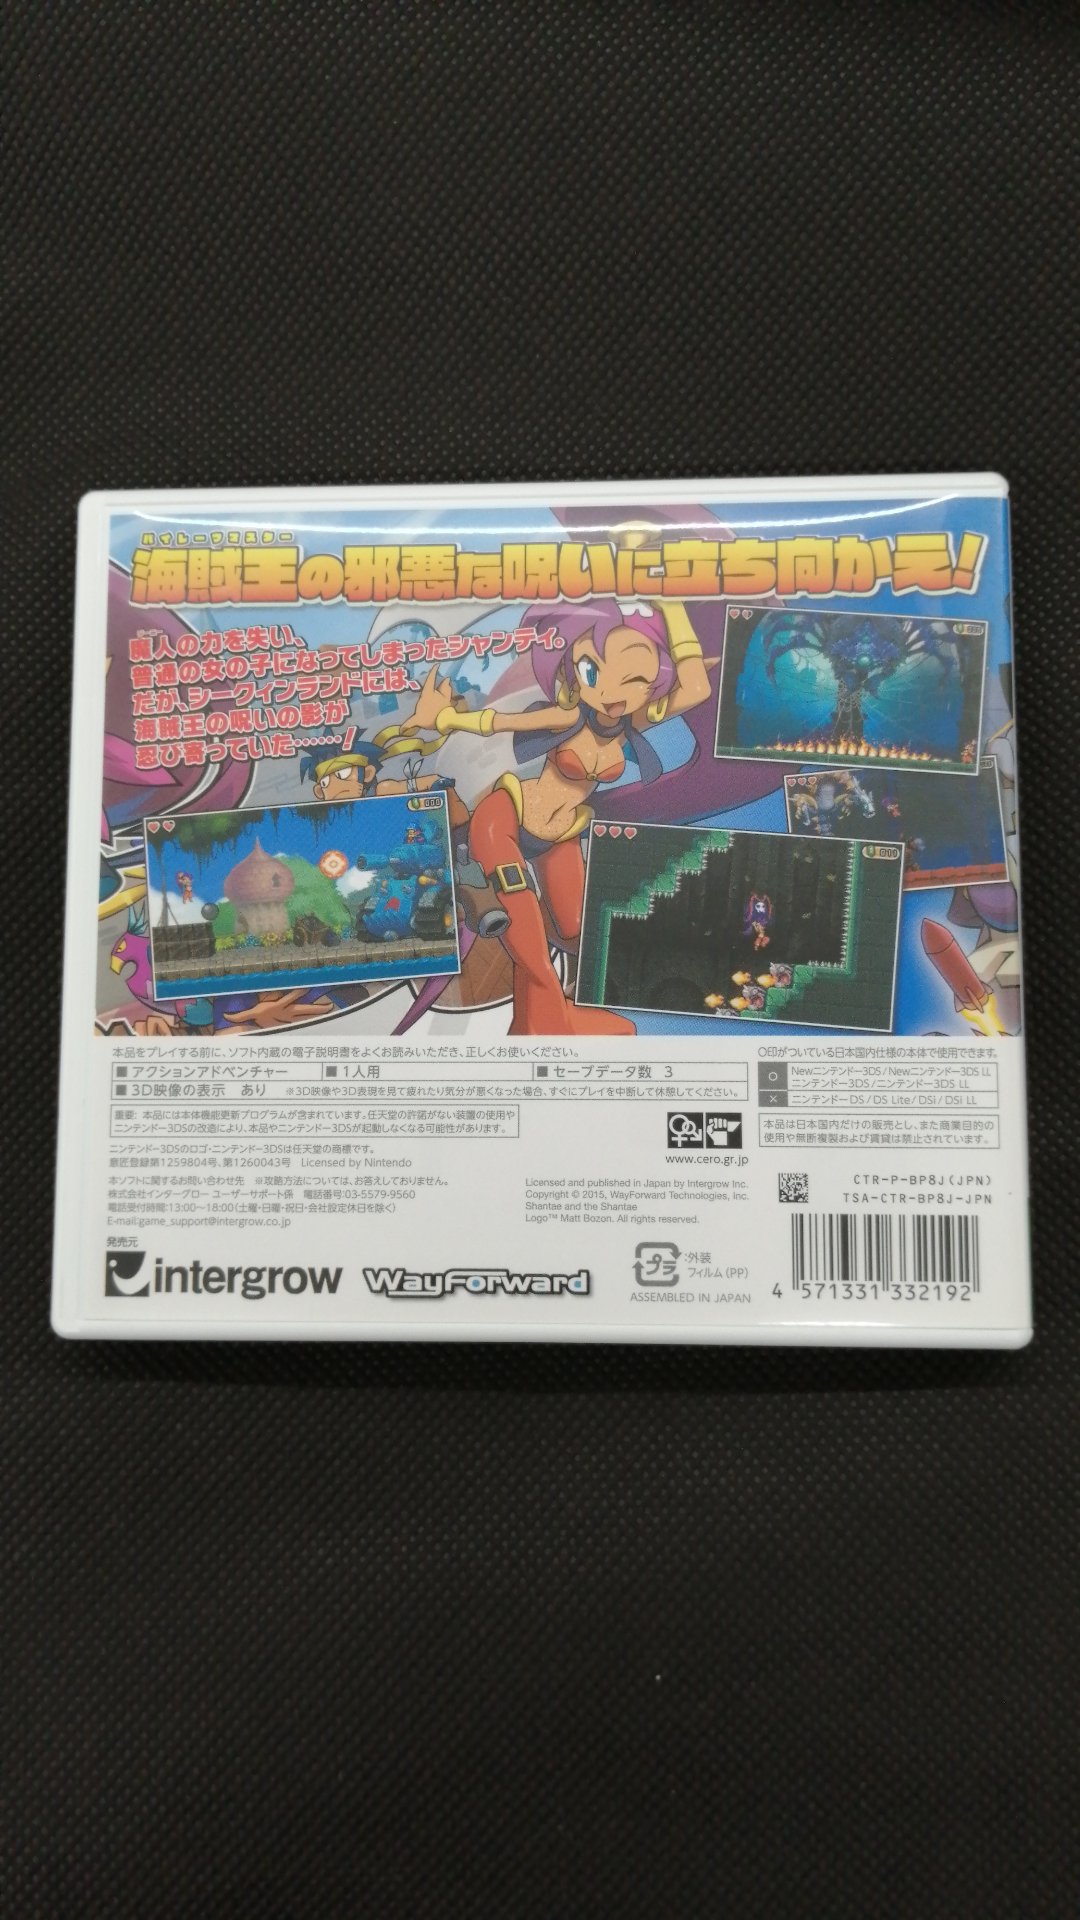 パイレーツマスター
海賊王の邪悪な呪いに立ち向かえ!
魔人の力を失い、
普通の女の子になってしまったシャンティ。
だが、シークィンランドには、
海賊王の呪いの影が
忍び寄っていた……!
本品をプレイする前に、ソフト内蔵の電子説明書をよくお読みいただき、正しくお使いください。
■アクションアドベンチャー ■1人用 ■セーブデータ数 3
■3D映像の表示 あり ※3D映像や3D表現を見て疲れたり気分が悪くなった場合、すぐにプレイを中断して休憩してください。
重要: 本品には本体機能更新プログラムが含まれています。任天堂の許諾がない装置の使用や
ニンテンドー3DSの改造により、本品やニンテンドー3DSが起動しなくなる可能性があります。
ニンテンドー3DSのロゴ・ニンテンドー3DSは任天堂の商標です。
意匠登録第1259804号、第1260043号 Licensed by Nintendo
本ソフトに関するお問い合わせ先 ※攻略方法については、お答えしておりません。
株式会社インターグロー ユーザーサポート係 電話番号:03-5579-9560
電話受付時間:13:00〜18:00(土曜・日曜・祝日・会社設定休日を除く)
E-mail:game_support@intergrow.co.jp
発売元
intergrow
WayForward
〇印がついている日本国内仕様の本体で使用できます。
○ Newニンテンドー3DS/Newニンテンドー3DS LL
ニンテンドー3DS/ニンテンドー3DS LL
× ニンテンドーDS/DS Lite/DSi/DSi LL
本品は日本国内だけの販売とし、また商業目的の
使用や無断複製および賃貸は禁止されています。
www.cero.gr.jp
Licensed and published in Japan by Intergrow Inc.
Copyright © 2015, WayForward Technologies, Inc.
Shantae and the Shantae
Logo™ Matt Bozon. All rights reserved.
プラ
:外装
フィルム(PP)
ASSEMBLED IN JAPAN
CTR-P-BP8J(JPN)
TSA-CTR-BP8J-JPN
4 571331 332192